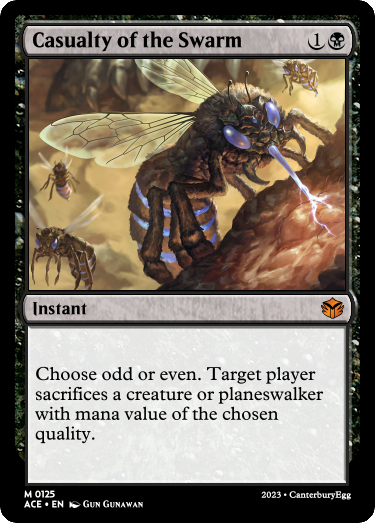 Casualty of the Swarm 1
Instant
Choose odd or even. Target player
sacrifices a creature or planeswalker
with mana value of the chosen
quality.
M 0125
ACE • EN Gun Gunawan
2023 • CanterburyEgg